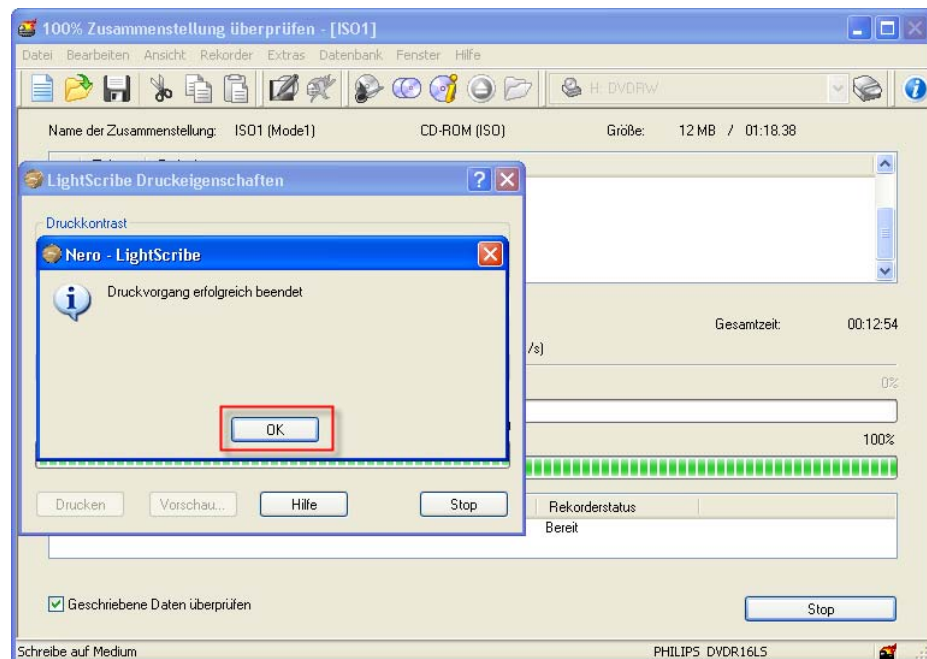 100% Zusammenstellung überprüfen - [ISO1]
Datei Bearbeiten Ansicht Rekorder Extras Datenbank Fenster Hilfe
H: DVDRW
Name der Zusammenstellung: ISO1 (Mode1) CD-ROM (ISO) Größe: 12 MB / 01:18.38
LightScribe Druckeigenschaften
Druckkontrast
Nero - LightScribe
Druckvorgang erfolgreich beendet
OK
Gesamtzeit: 00:12:54
/s)
0%
100%
Drucken Vorschau... Hilfe Stop
Rekorderstatus
Bereit
Geschriebene Daten überprüfen
Stop
Schreibe auf Medium PHILIPS DVDR16LS